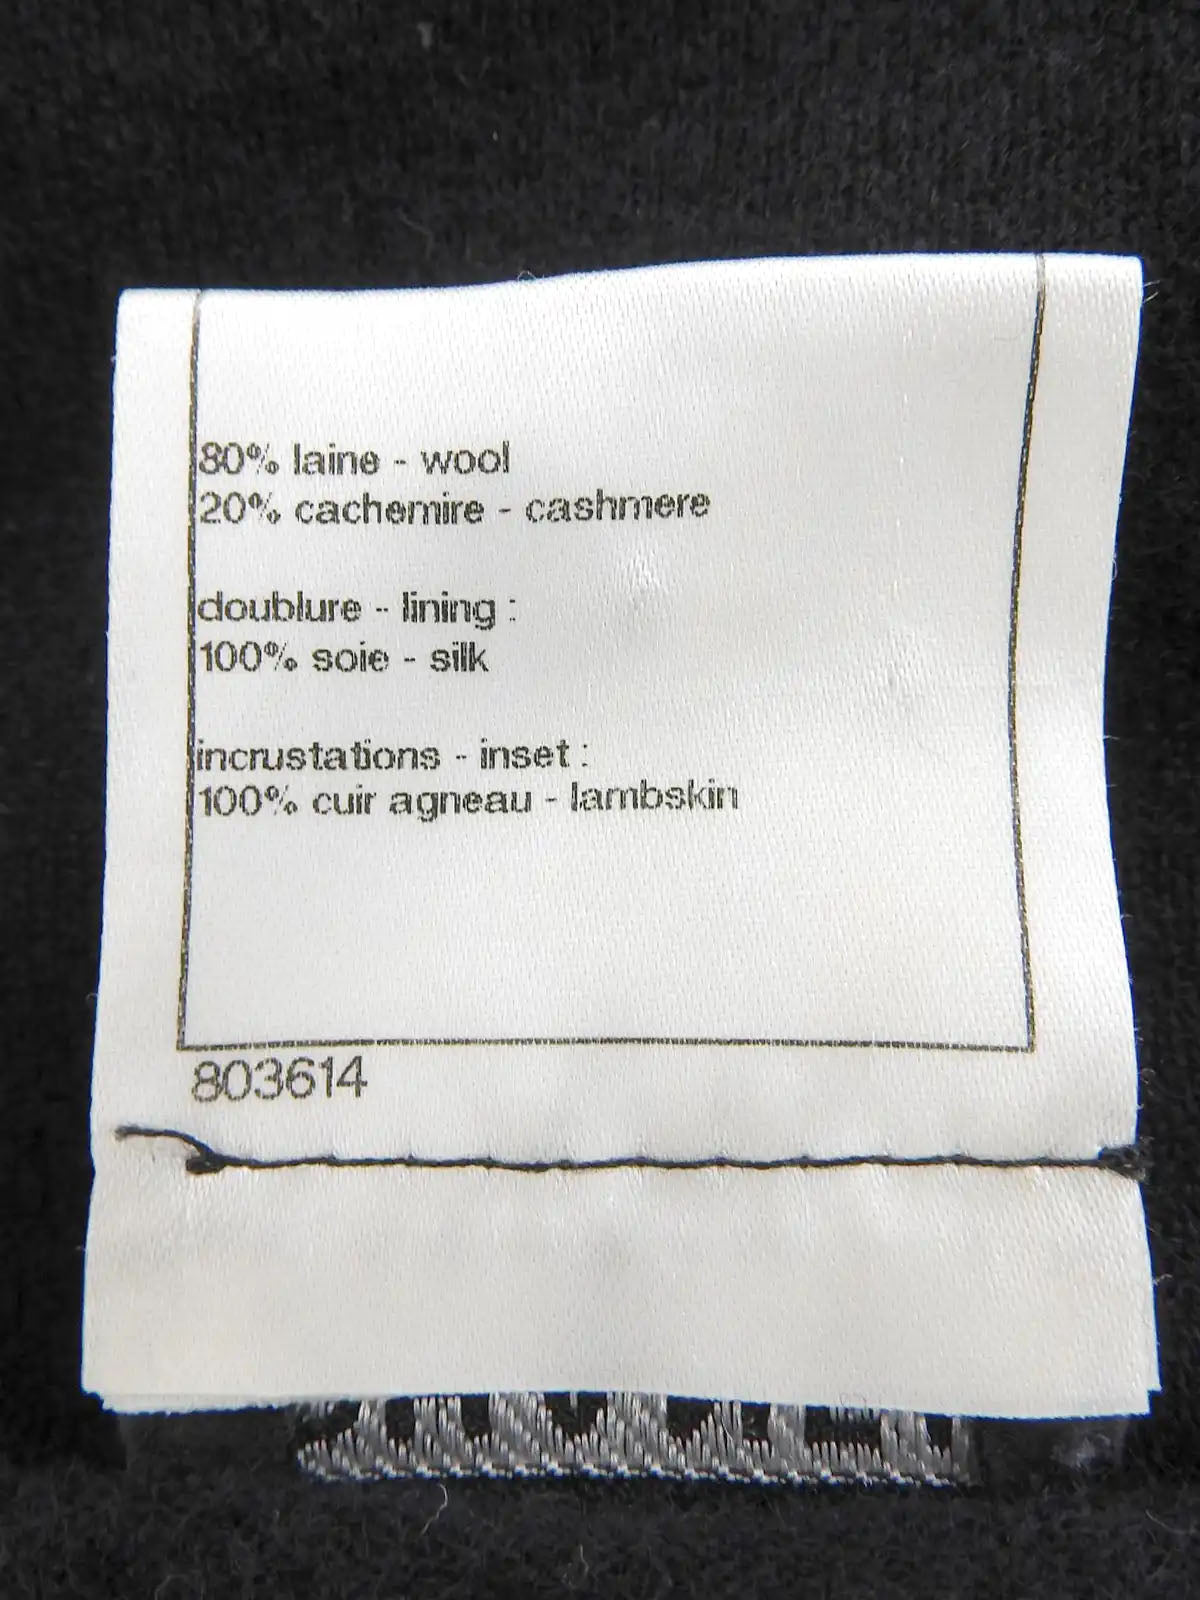 80% laine - wool
20% cachemire - cashmere
doublure - lining :
100% soie - silk
incrustations - inset :
100% cuir agneau - lambskin
803614